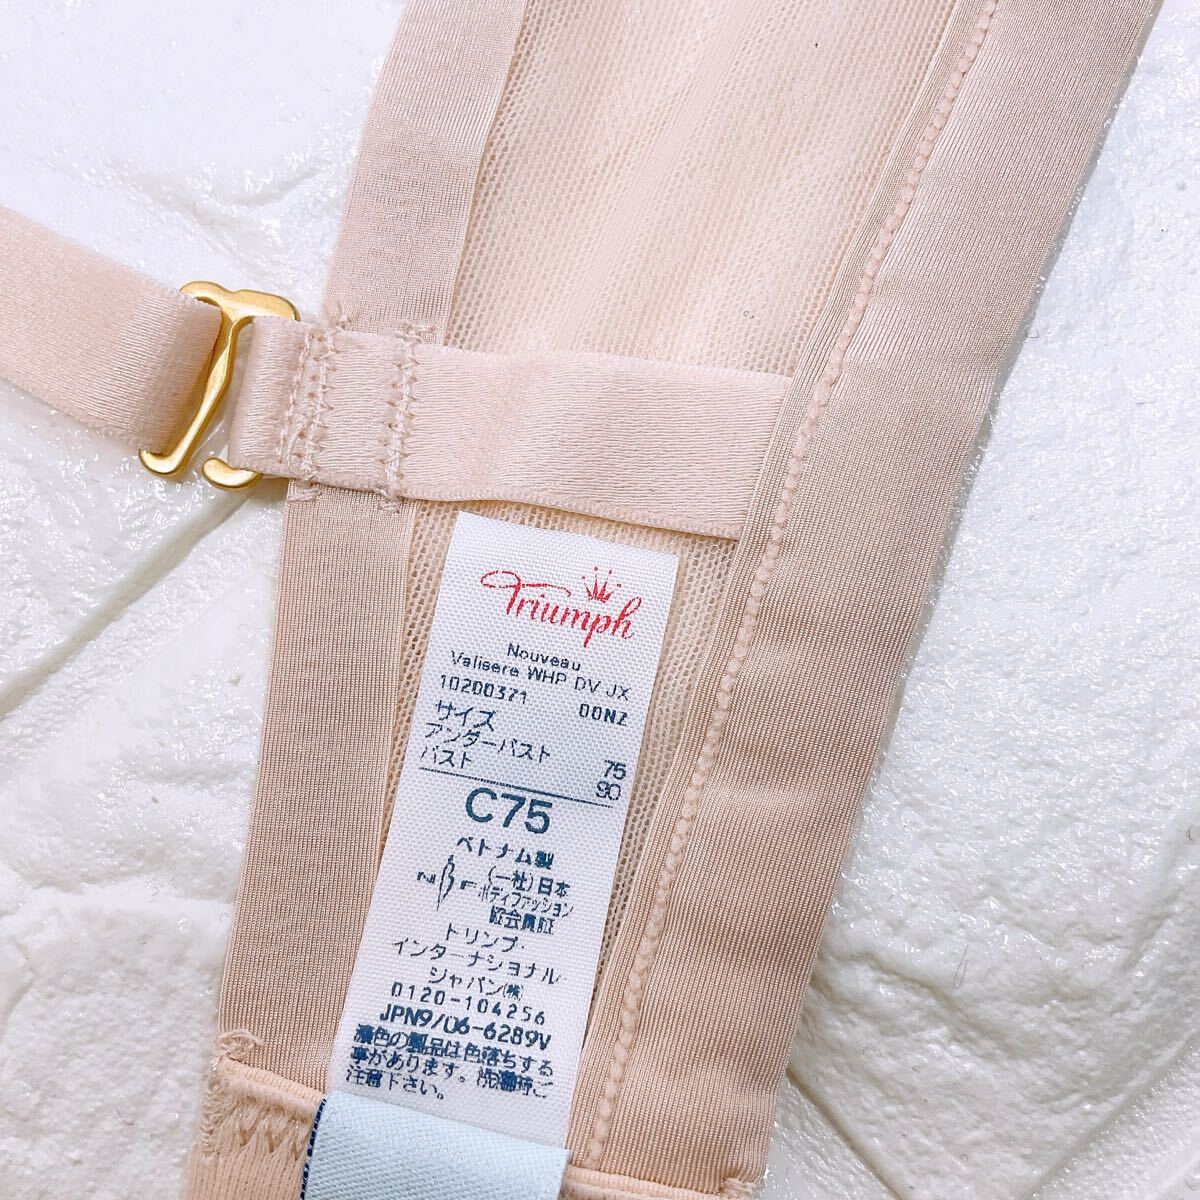 Triumph
Nouveau
Valisere WHP DV JX
10200371 00NZ
サイズ
アンダーバスト 75
バスト 90
C75
ベトナム製
(一社)日本
NBF ボディファッション
協会賛証
トリンプ・
インターナショナル
ジャパン(株)
0120-104256
JPN9/06-6289V
濃色の製品は色落ちする
事があります。洗濯時ご
注意下さい。